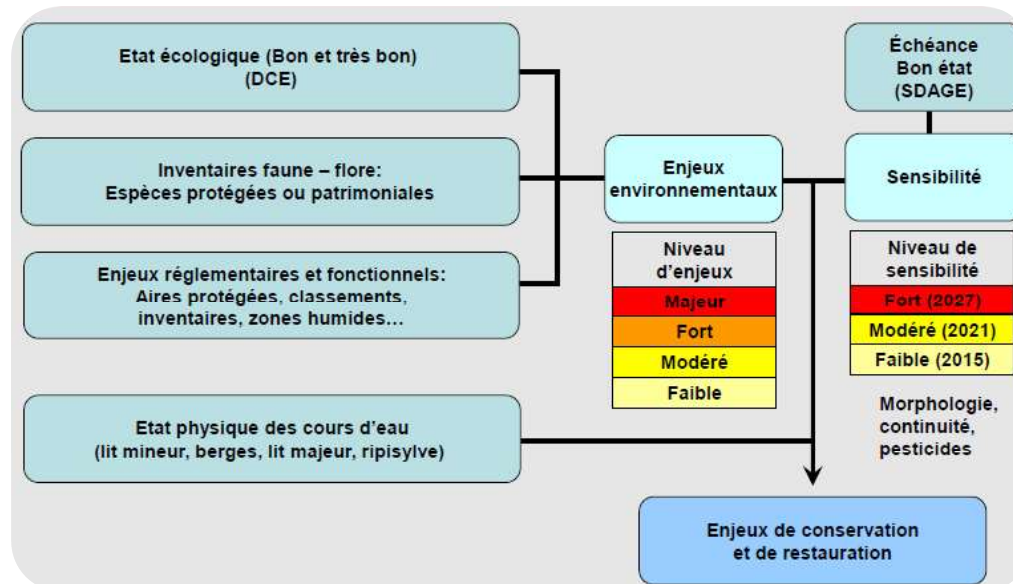 Etat écologique (Bon et très bon)
(DCE)
Inventaires faune – flore:
Espèces protégées ou patrimoniales
Enjeux réglementaires et fonctionnels:
Aires protégées, classements,
inventaires, zones humides…
Etat physique des cours d'eau
(lit mineur, berges, lit majeur, ripisylve)
Enjeux
environnementaux
Niveau
d'enjeux
Majeur
Fort
Modéré
Faible
Échéance
Bon état
(SDAGE)
Sensibilité
Niveau de
sensibilité
Fort (2027)
Modéré (2021)
Faible (2015)
Morphologie,
continuité,
pesticides
Enjeux de conservation
et de restauration